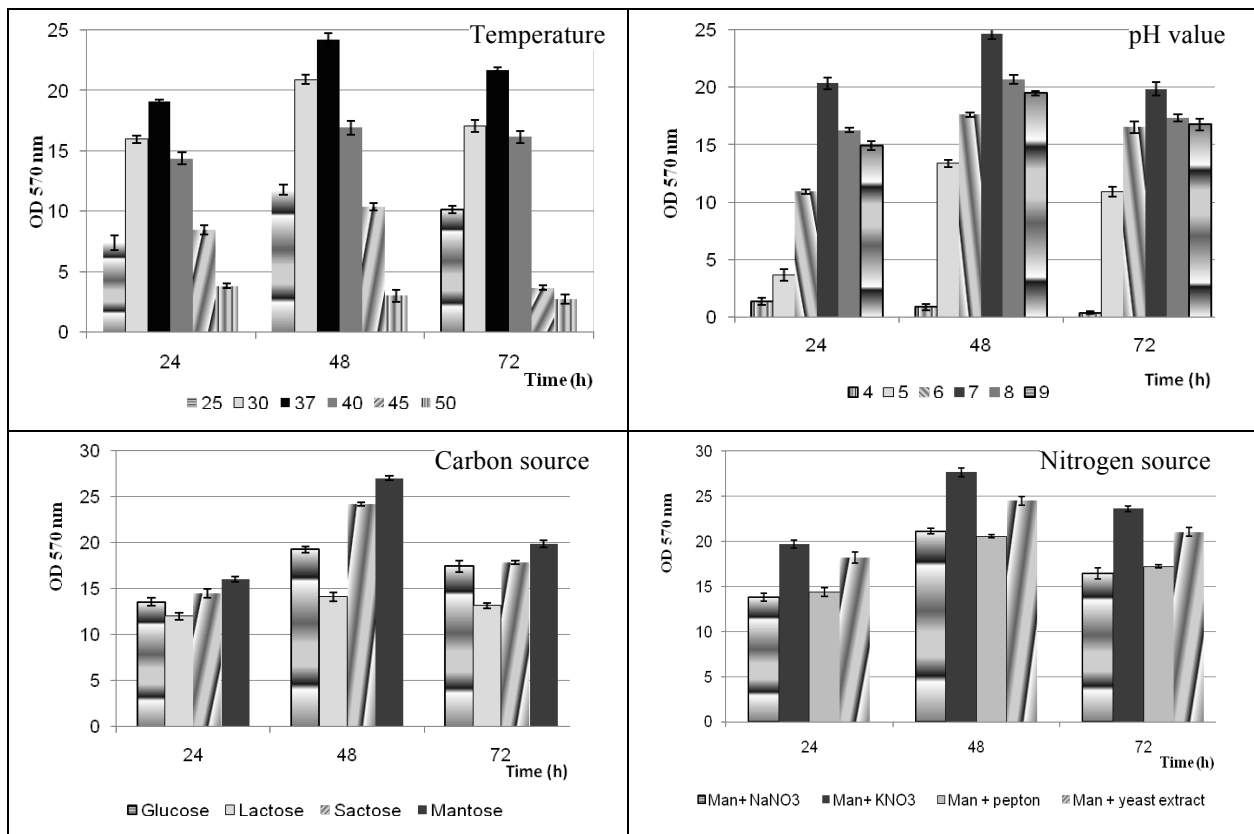 Temperature
OD 570 nm
25
20
15
10
5
0
24 48 72
Time (h)
25 30 37 40 45 50
pH value
OD 570 nm
25
20
15
10
5
0
24 48 72
Time (h)
4 5 6 7 8 9
Carbon source
OD 570 nm
30
25
20
15
10
5
0
24 48 72
Time (h)
Glucose Lactose Sactose Mantose
Nitrogen source
OD 570 nm
30
25
20
15
10
5
0
24 48 72
Time (h)
Man+ NaNO3 Man+ KNO3 Man + pepton Man + yeast extract